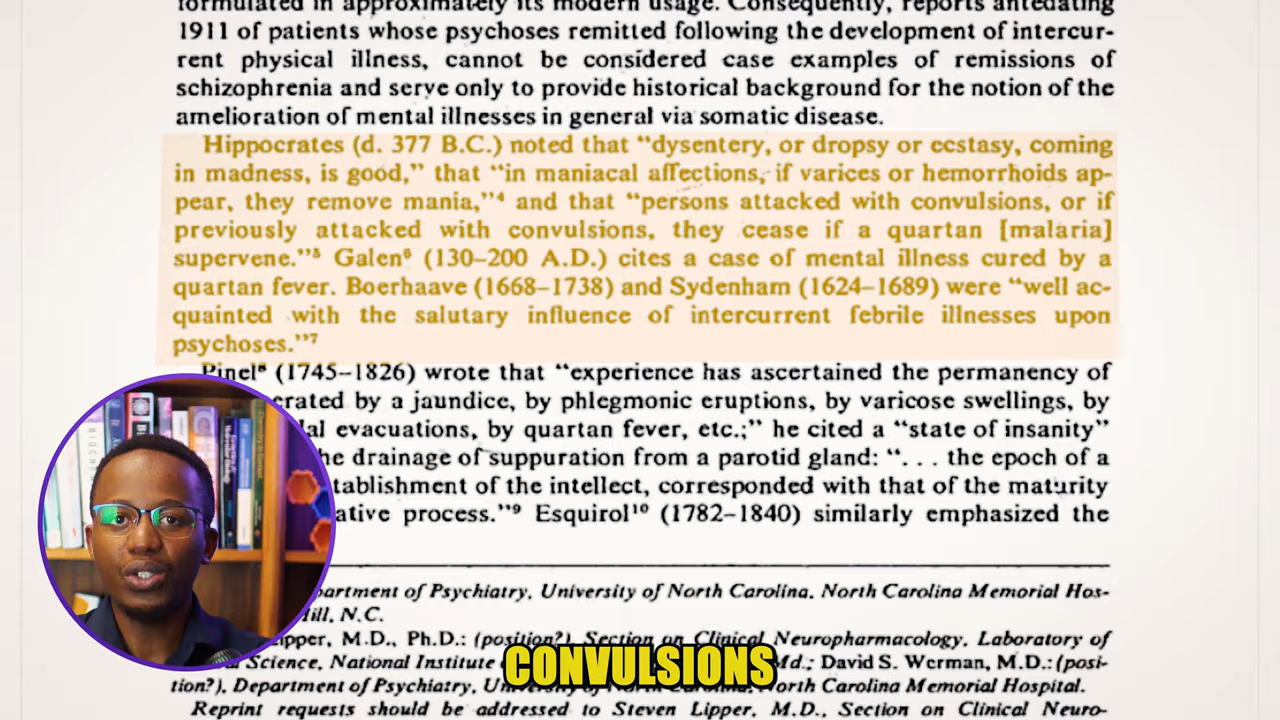 formulated in approximately its modern usage. Consequently, reports antedating
1911 of patients whose psychoses remitted following the development of intercur-
rent physical illness, cannot be considered case examples of remissions of
schizophrenia and serve only to provide historical background for the notion of the
amelioration of mental illnesses in general via somatic disease.
Hippocrates (d. 377 B.C.) noted that “dysentery, or dropsy or ecstasy, coming
in madness, is good,” that “in maniacal affections, if varices or hemorrhoids ap-
pear, they remove mania,”⁴ and that “persons attacked with convulsions, or if
previously attacked with convulsions, they cease if a quartan [malaria]
supervene.”⁵ Galen⁶ (130–200 A.D.) cites a case of mental illness cured by a
quartan fever. Boerhaave (1668–1738) and Sydenham (1624–1689) were “well ac-
quainted with the salutary influence of intercurrent febrile illnesses upon
psychoses.”⁷
Pinel⁸ (1745–1826) wrote that “experience has ascertained the permanency of
erated by a jaundice, by phlegmonic eruptions, by varicose swellings, by
dal evacuations, by quartan fever, etc.;” he cited a “state of insanity”
he drainage of suppuration from a parotid gland: “. . . the epoch of a
tablishment of the intellect, corresponded with that of the maturity
ative process.”⁹ Esquirol¹⁰ (1782–1840) similarly emphasized the
partment of Psychiatry, University of North Carolina, North Carolina Memorial Hos-
ill, N.C.
ipper, M.D., Ph.D.: (position?), Section on Clinical Neuropharmacology, Laboratory of
Science, National Institute Md.; David S. Werman, M.D.: (posi-
tion?), Department of Psychiatry, University of North Carolina, North Carolina Memorial Hospital.
CONVULSIONS
Reprint requests should be addressed to Steven Lipper, M.D., Section on Clinical Neuro-